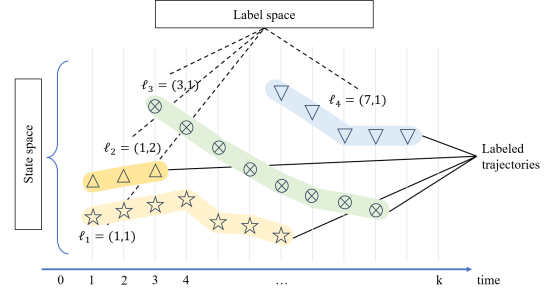 Label space
ℓ₃ = (3,1)
ℓ₄ = (7,1)
ℓ₂ = (1,2)
State space
Labeled
trajectories
ℓ₁ = (1,1)
0 1 2 3 4 ... k time